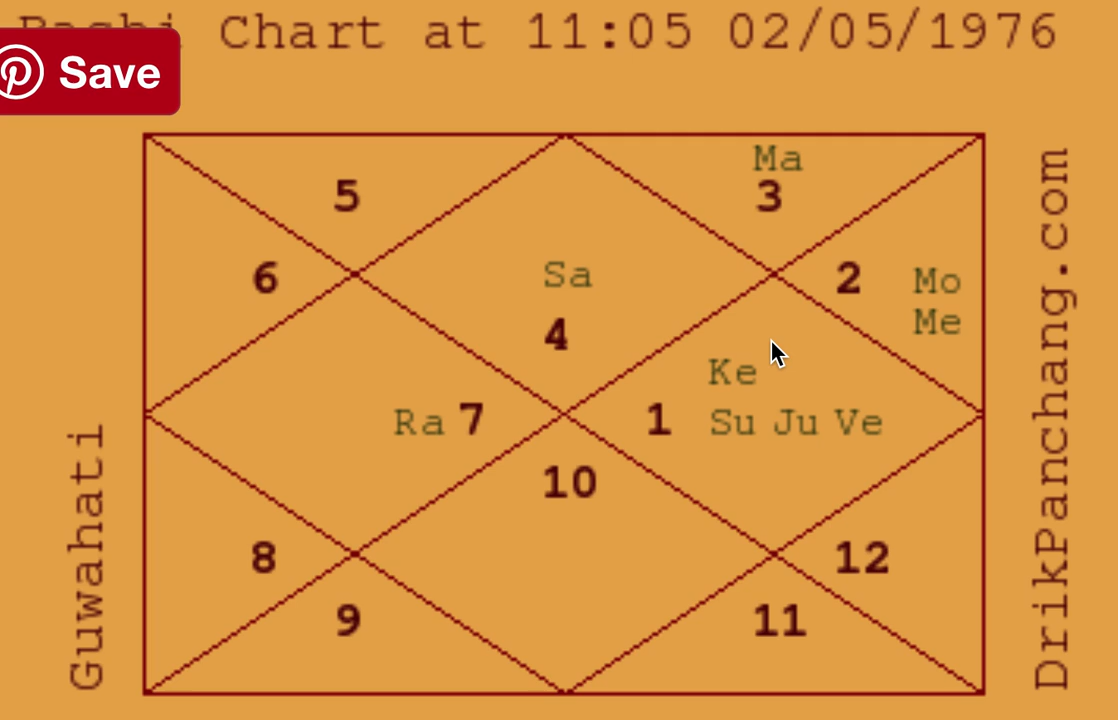 Chart at 11:05 02/05/1976
Save
Ma
5
3
6
Sa
2
Mo
4
Me
Ke
Ra 7
1
Su Ju Ve
10
8
12
9
11
Guwahati
DrikPanchang.com